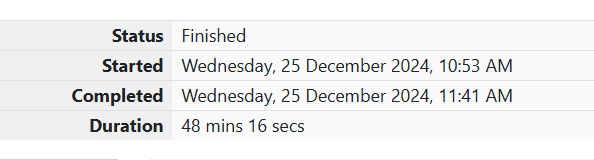 Status Finished
Started Wednesday, 25 December 2024, 10:53 AM
Completed Wednesday, 25 December 2024, 11:41 AM
Duration 48 mins 16 secs